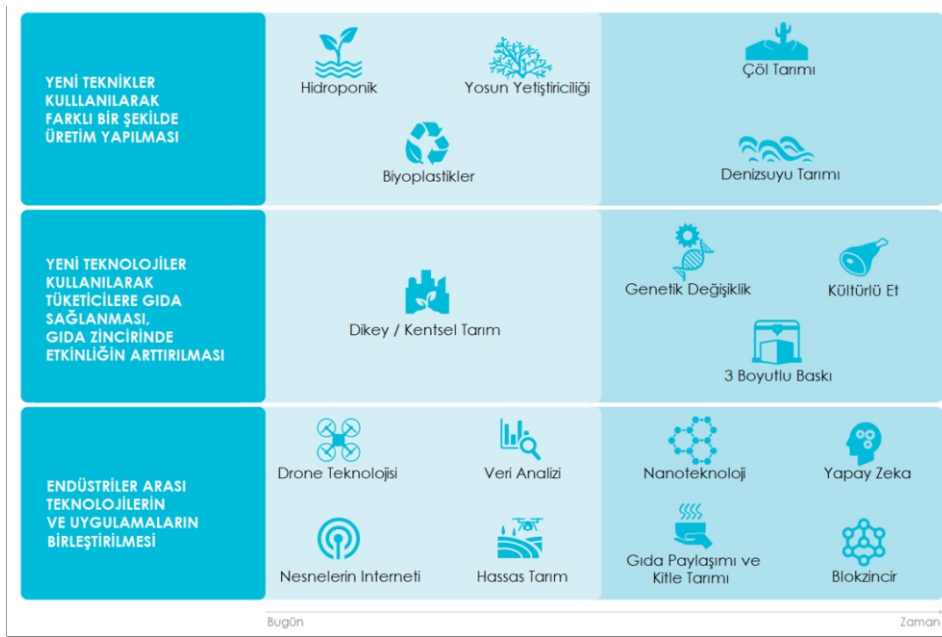 YENİ TEKNİKLER
KULLLANILARAK
FARKLI BİR ŞEKİLDE
ÜRETİM YAPILMASI
Hidroponik
Yosun Yetiştiriciliği
Biyoplastikler
Çöl Tarımı
Denizsuyu Tarımı
YENİ TEKNOLOJİLER
KULLANILARAK
TÜKETİCİLERE GIDA
SAĞLANMASI,
GIDA ZİNCİRİNDE
ETKİNLİĞİN ARTTIRILMASI
Dikey / Kentsel Tarım
Genetik Değişiklik
Kültürlü Et
3 Boyutlu Baskı
ENDÜSTRİLER ARASI
TEKNOLOJİLERİN
VE UYGULAMALARIN
BİRLEŞTİRİLMESİ
Drone Teknolojisi
Veri Analizi
Nesnelerin Interneti
Hassas Tarım
Nanoteknoloji
Yapay Zeka
Gıda Paylaşımı ve
Kitle Tarımı
Blokzincir
Bugün
Zaman